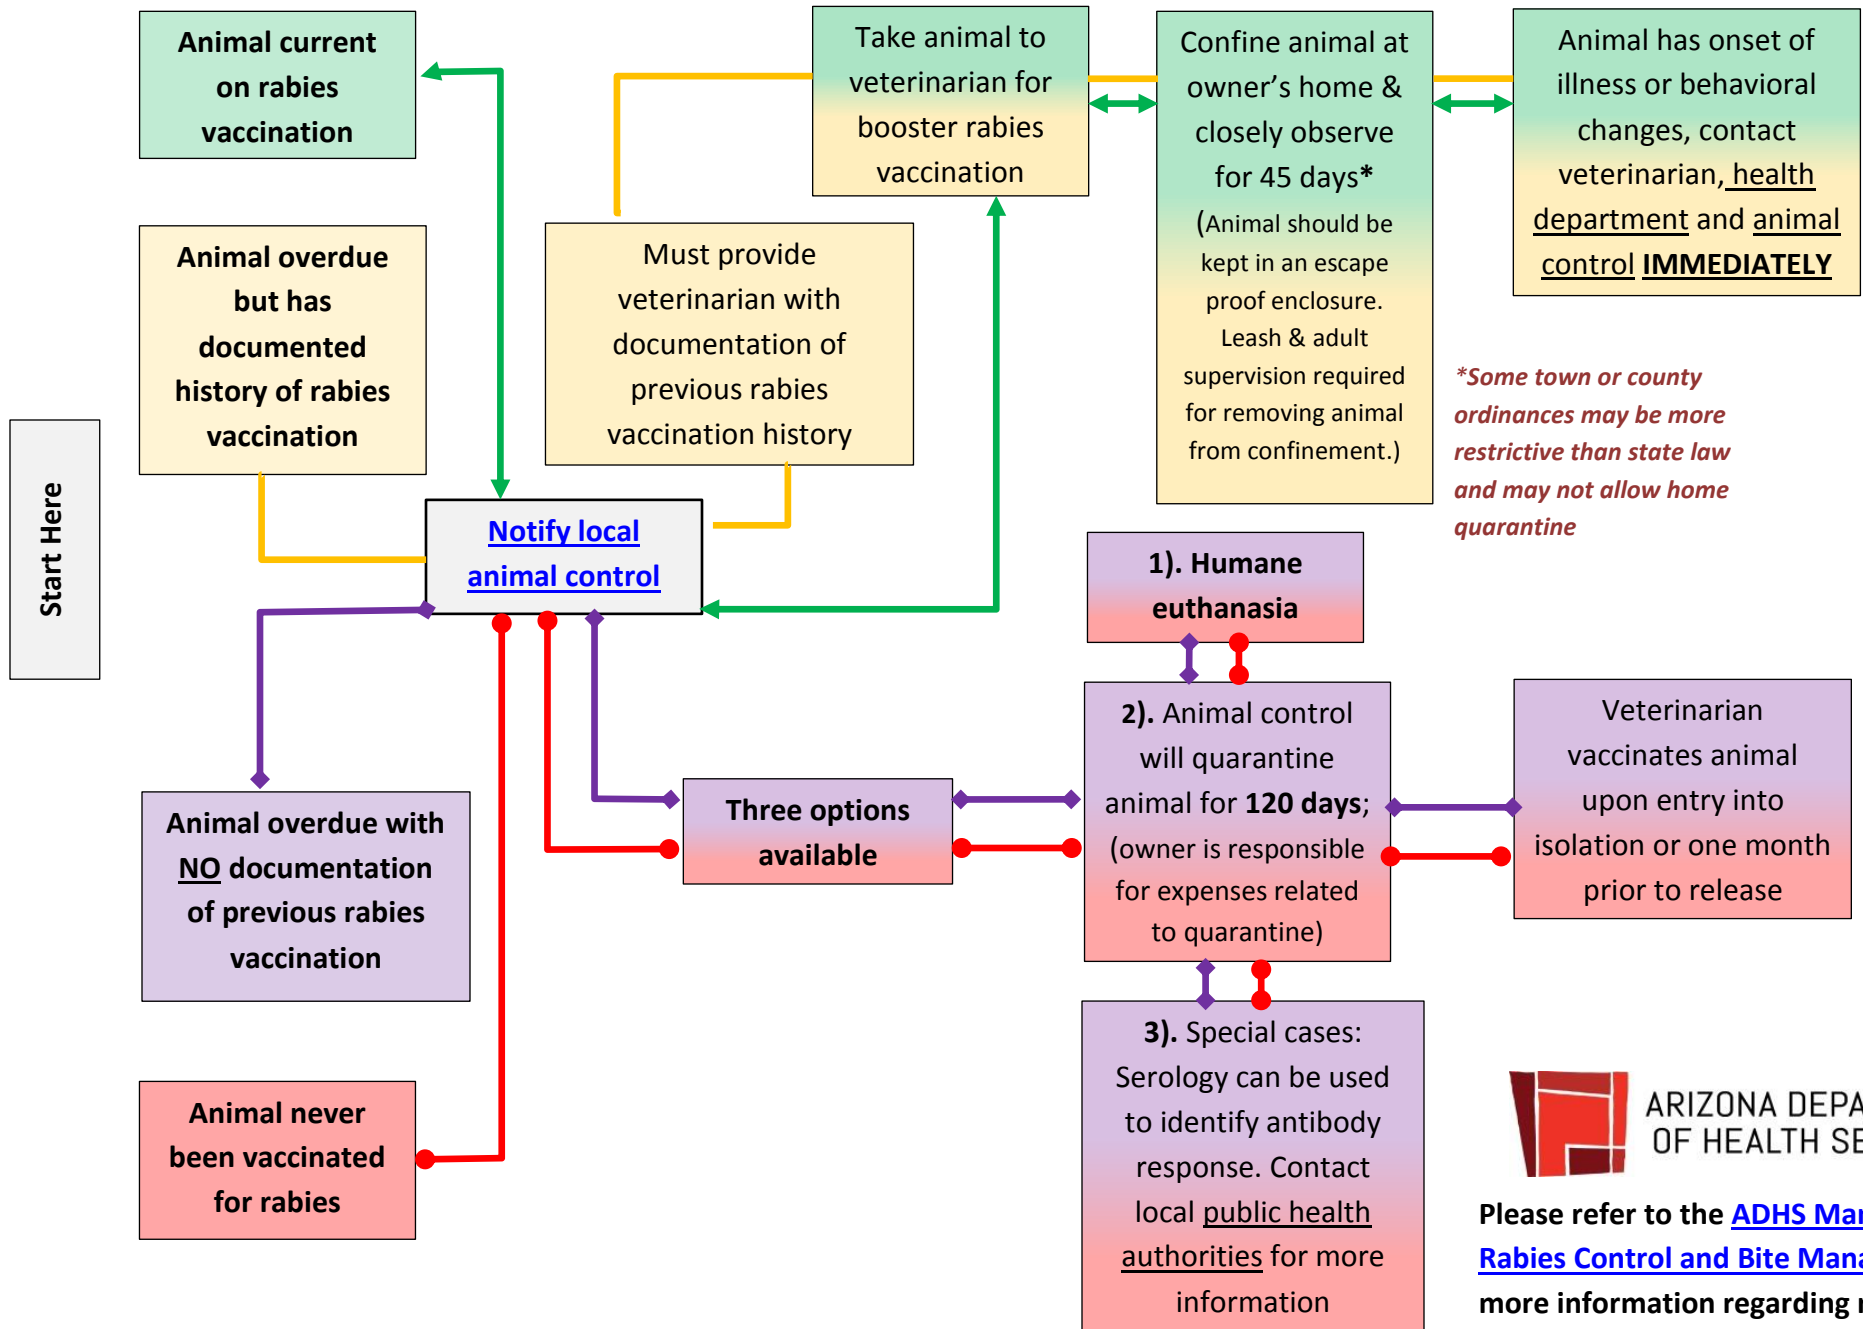 Start Here
Animal current
on rabies
vaccination
Animal overdue
but has
documented
history of rabies
vaccination
Notify local
animal control
Animal overdue with
NO documentation
of previous rabies
vaccination
Animal never
been vaccinated
for rabies
Must provide
veterinarian with
documentation of
previous rabies
vaccination history
Take animal to
veterinarian for
booster rabies
vaccination
Confine animal at
owner’s home &
closely observe
for 45 days*
(Animal should be
kept in an escape
proof enclosure.
Leash & adult
supervision required
for removing animal
from confinement.)
Animal has onset of
illness or behavioral
changes, contact
veterinarian, health
department and animal
control IMMEDIATELY
*Some town or county
ordinances may be more
restrictive than state law
and may not allow home
quarantine
Three options
available
1). Humane
euthanasia
2). Animal control
will quarantine
animal for 120 days;
(owner is responsible
for expenses related
to quarantine)
Veterinarian
vaccinates animal
upon entry into
isolation or one month
prior to release
3). Special cases:
Serology can be used
to identify antibody
response. Contact
local public health
authorities for more
information
ARIZONA
OF HEALTH
Please refer to the ADHS
Rabies Control and Bite
more information regarding